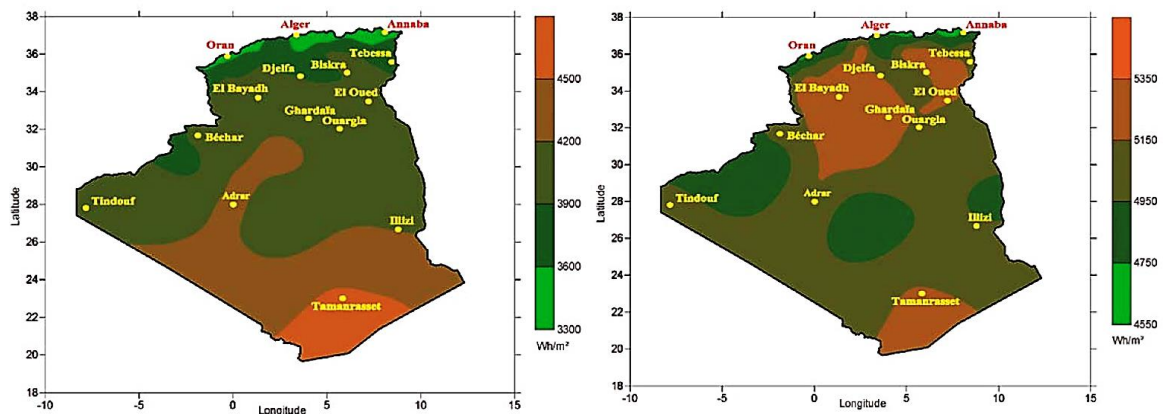 38
36
34
32
30
28
26
24
22
20
18
Latitude
-10
-5
0
5
10
15
Longitude
Alger
Annaba
Oran
Tebessa
Djelfa
Biskra
El Bayadh
El Oued
Ghardaïa
Ouargla
Béchar
Adrar
Tindouf
Illizi
Tamanrasset
4500
4200
3900
3600
3300
Wh/m²
38
36
34
32
30
28
26
24
22
20
18
Latitude
-10
-5
0
5
10
15
Longitude
Alger
Annaba
Oran
Tebessa
Djelfa
Biskra
El Bayadh
El Oued
Ghardaïa
Ouargla
Béchar
Adrar
Tindouf
Illizi
Tamanrasset
5350
5150
4950
4750
4550
Wh/m²